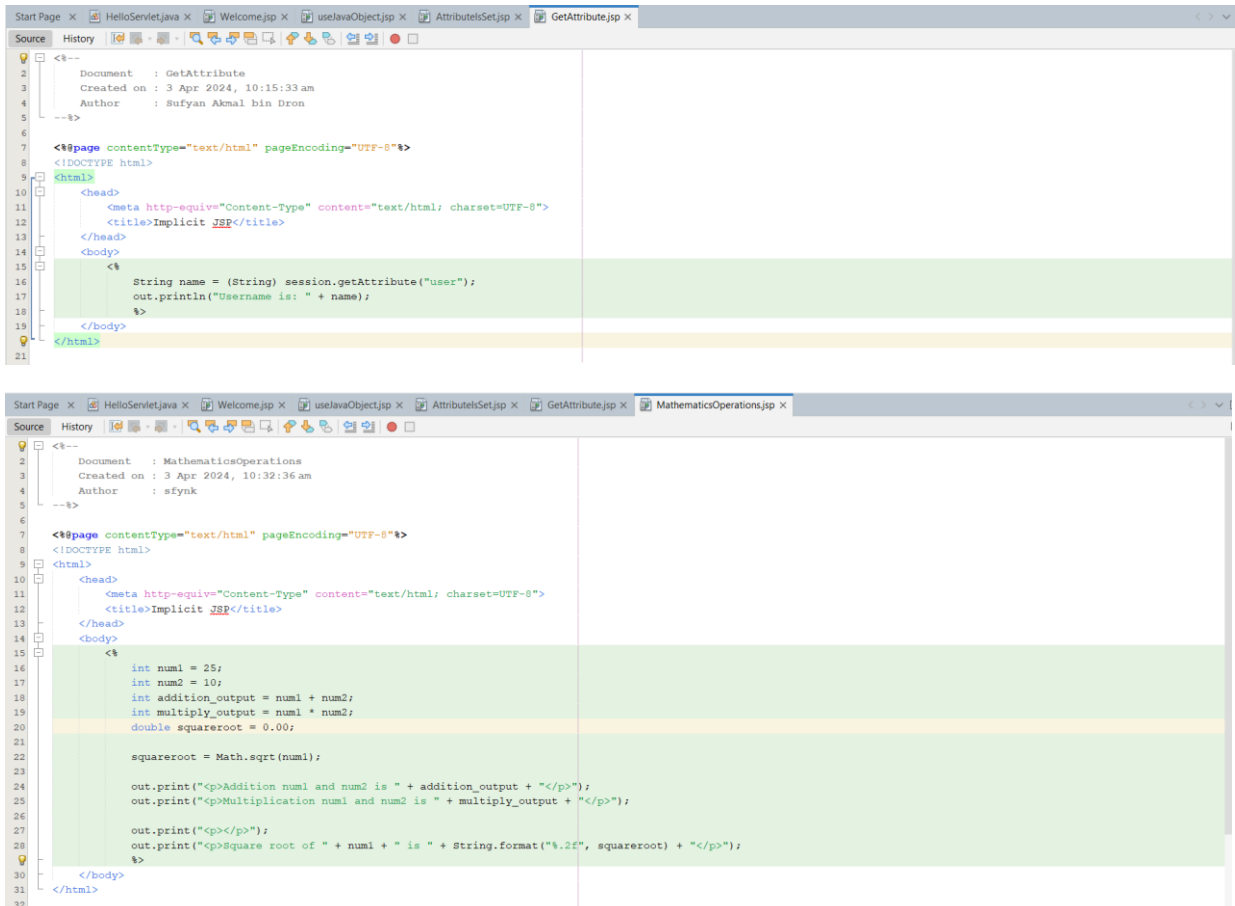 Start Page HelloServlet.java Welcome.jsp useJavaObject.jsp AttributeIsSet.jsp GetAttribute.jsp
Source History
<%--
2 Document : GetAttribute
3 Created on : 3 Apr 2024, 10:15:33 am
4 Author : Sufyan Akmal bin Dron
5 --%>
6
7 <%@page contentType="text/html" pageEncoding="UTF-8"%>
8 <!DOCTYPE html>
9 <html>
10 <head>
11 <meta http-equiv="Content-Type" content="text/html; charset=UTF-8">
12 <title>Implicit JSP</title>
13 </head>
14 <body>
15 <%
16 String name = (String) session.getAttribute("user");
17 out.println("Username is: " + name);
18 %>
19 </body>
</html>
21
Start Page HelloServlet.java Welcome.jsp useJavaObject.jsp AttributeIsSet.jsp GetAttribute.jsp MathematicsOperations.jsp
Source History
<%--
2 Document : MathematicsOperations
3 Created on : 3 Apr 2024, 10:32:36 am
4 Author : sfynk
5 --%>
6
7 <%@page contentType="text/html" pageEncoding="UTF-8"%>
8 <!DOCTYPE html>
9 <html>
10 <head>
11 <meta http-equiv="Content-Type" content="text/html; charset=UTF-8">
12 <title>Implicit JSP</title>
13 </head>
14 <body>
15 <%
16 int num1 = 25;
17 int num2 = 10;
18 int addition_output = num1 + num2;
19 int multiply_output = num1 * num2;
20 double squareroot = 0.00;
21
22 squareroot = Math.sqrt(num1);
23
24 out.print("<p>Addition num1 and num2 is " + addition_output + "</p>");
25 out.print("<p>Multiplication num1 and num2 is " + multiply_output + "</p>");
26
27 out.print("<p></p>");
28 out.print("<p>Square root of " + num1 + " is " + String.format("%.2f", squareroot) + "</p>");
%>
30 </body>
31 </html>
32